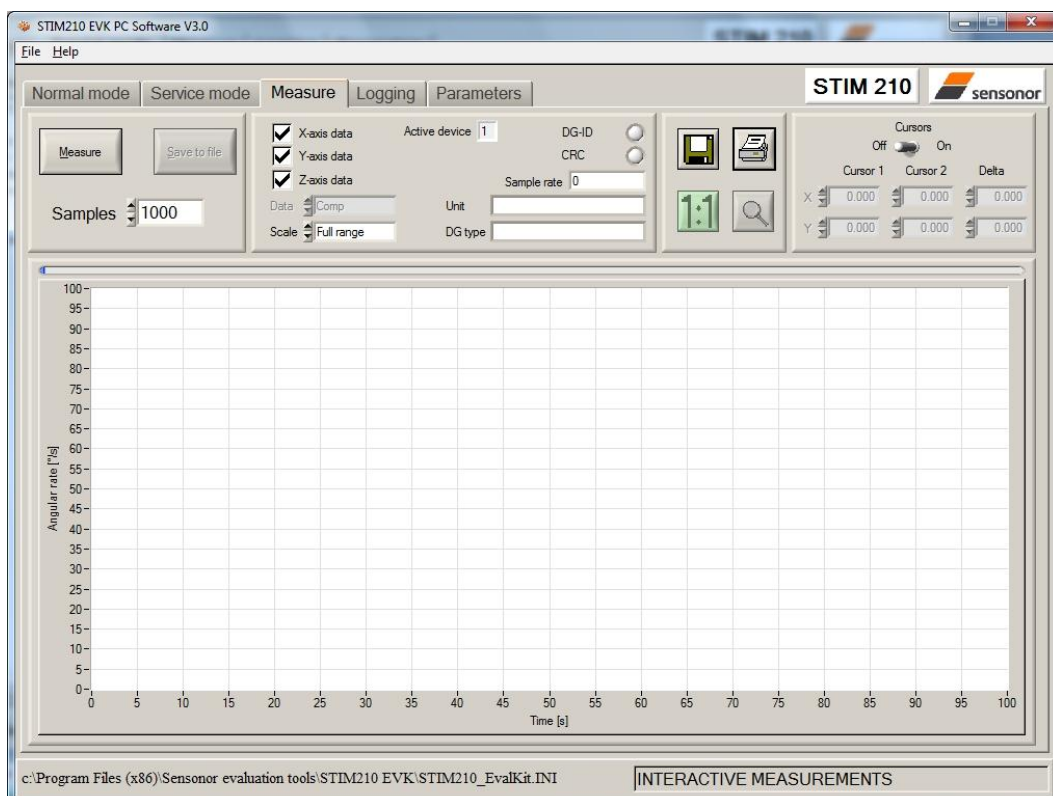 STIM210 EVK PC Software V3.0
File Help
Normal mode Service mode Measure Logging Parameters
STIM 210 sensonor
Measure Save to file
Samples 1000
X-axis data Active device 1 DG-ID
Y-axis data CRC
Z-axis data Sample rate 0
Data Comp Unit
Scale Full range DG type
1:1
Cursors
Off On
Cursor 1 Cursor 2 Delta
X 0.000 0.000 0.000
Y 0.000 0.000 0.000
100
95
90
85
80
75
70
65
60
55
50
45
40
35
30
25
20
15
10
5
0
Angular rate [°/s]
0 5 10 15 20 25 30 35 40 45 50 55 60 65 70 75 80 85 90 95 100
Time [s]
c:\Program Files (x86)\Sensonor evaluation tools\STIM210 EVK\STIM210_EvalKit.INI
INTERACTIVE MEASUREMENTS